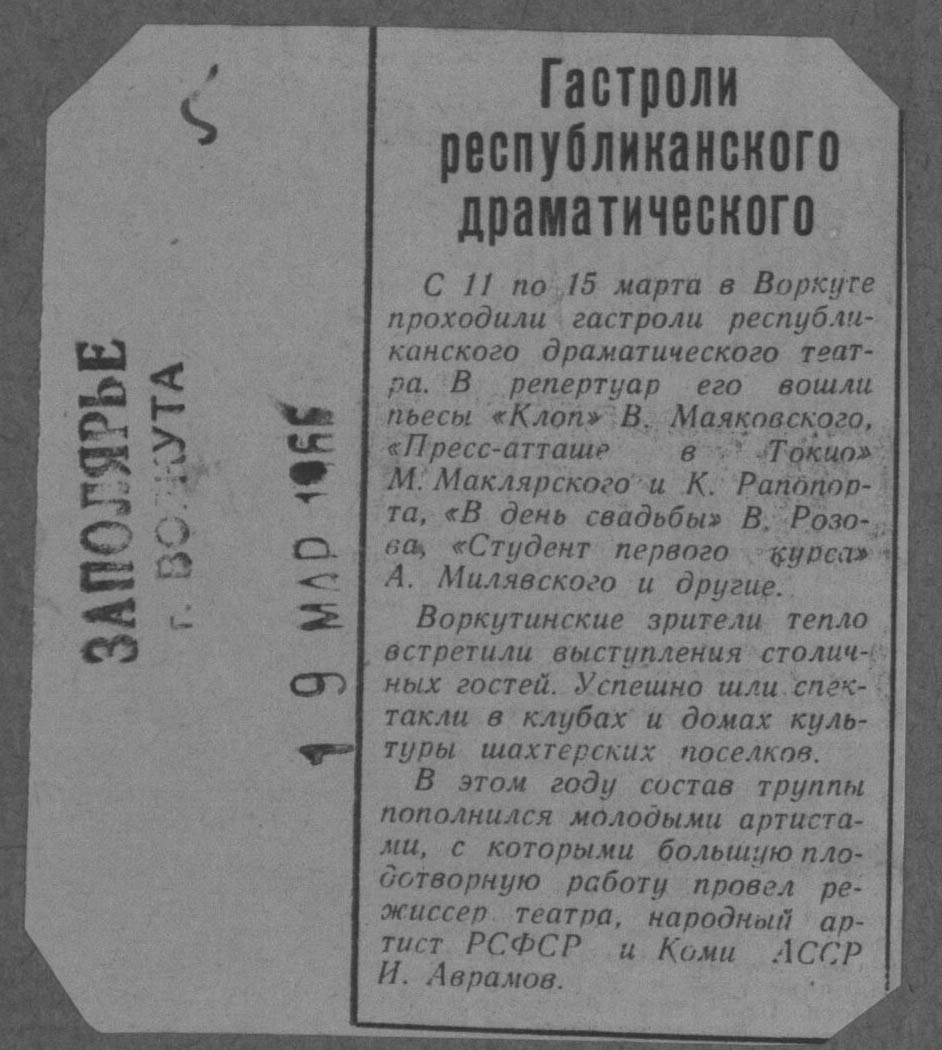 ЗАПОЛЯРЬЕ
г. ВОРКУТА
19 МАР 1966
Гастроли
республиканского
драматического
С 11 по 15 марта в Воркуте
проходили гастроли республи-
канского драматического теат-
ра. В репертуар его вошли
пьесы «Клоп» В. Маяковского,
«Пресс-атташе в Токио»
М. Маклярского и К. Рапопор-
та, «В день свадьбы» В. Розо-
ва, «Студент первого курса»
А. Милявского и другие.
Воркутинские зрители тепло
встретили выступления столич-
ных гостей. Успешно шли спек-
такли в клубах и домах куль-
туры шахтерских поселков.
В этом году состав труппы
пополнился молодыми артиста-
ми, с которыми большую пло-
дотворную работу провел ре-
жиссер театра, народный ар-
тист РСФСР и Коми АССР
И. Аврамов.